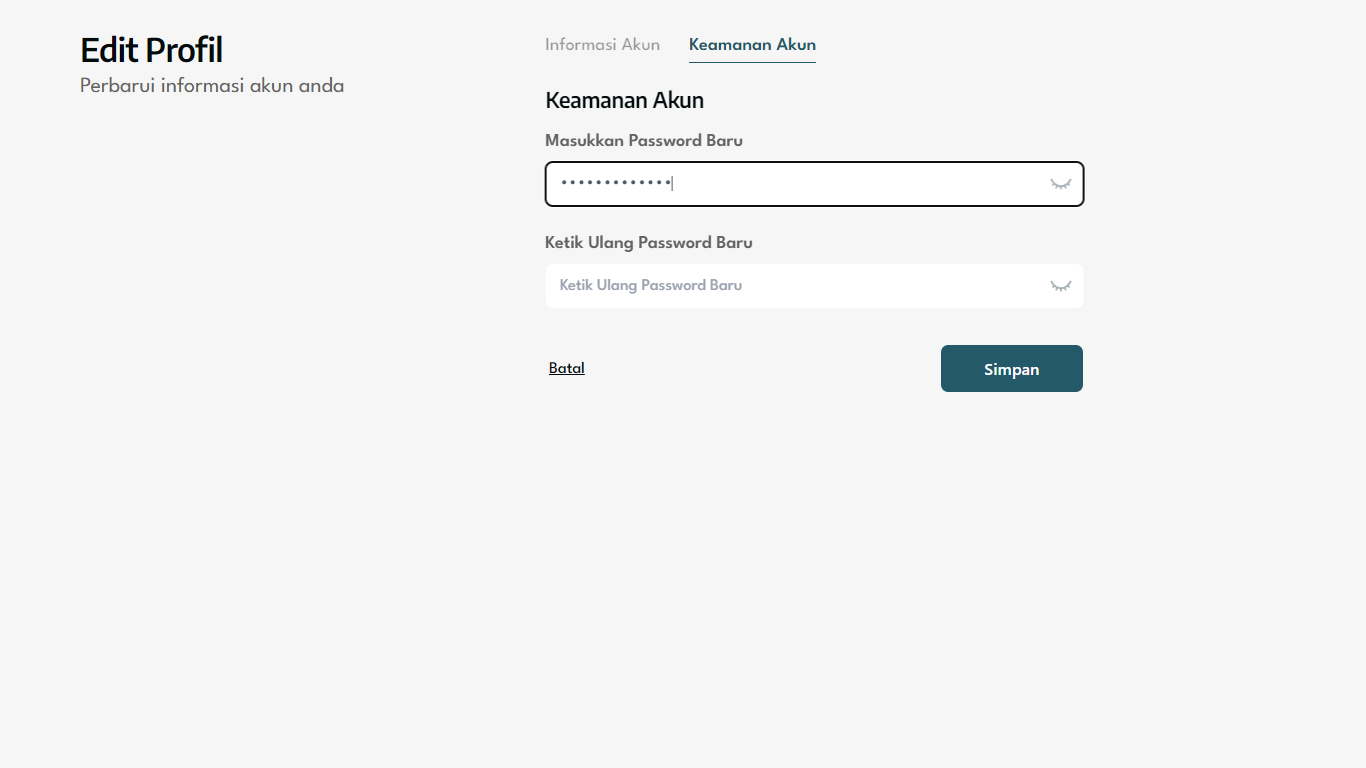 Edit Profil
Perbarui informasi akun anda
Informasi Akun Keamanan Akun
Keamanan Akun
Masukkan Password Baru
•••••••••••••
Ketik Ulang Password Baru
Ketik Ulang Password Baru
Batal
Simpan